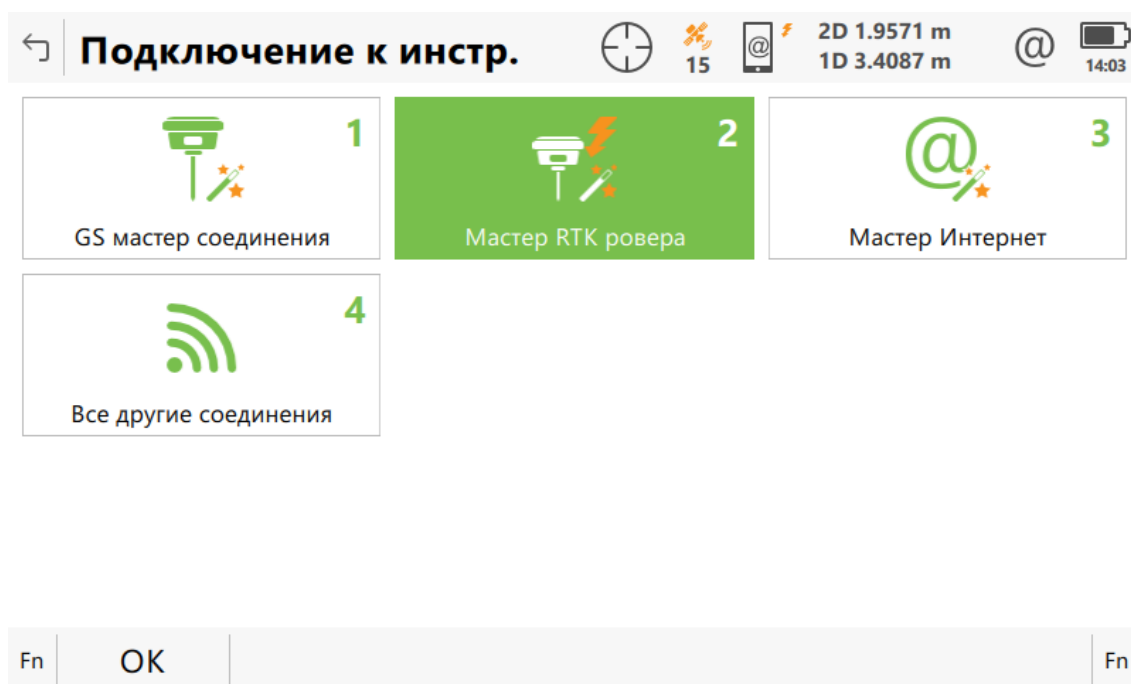 Подключение к инстр.
15
@
2D 1.9571 m
1D 3.4087 m
@
14:03
1
GS мастер соединения
2
Мастер RTK ровера
@
3
Мастер Интернет
4
Все другие соединения
Fn
OK
Fn